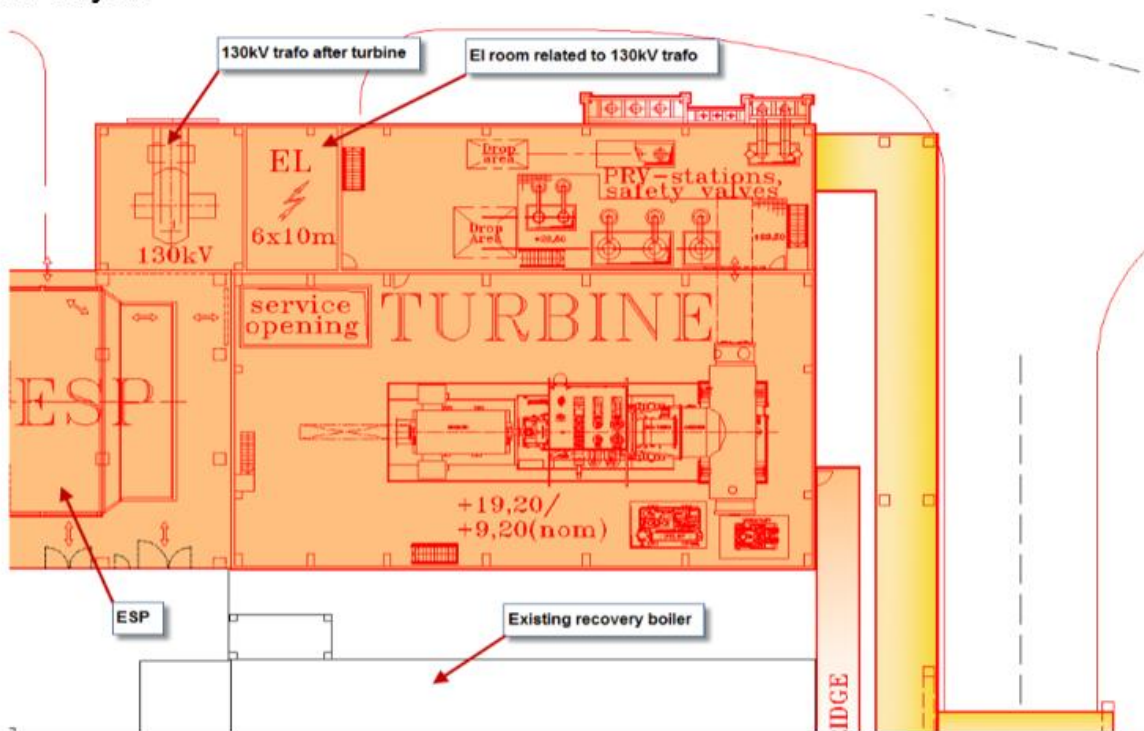 130kV trafo after turbine
El room related to 130kV trafo
EL
6x10m
130kV
Drop
area
PRV-stations,
safety valves
Drop
Area
service
opening
TURBINE
ESP
+19,20/
+9,20(nom)
ESP
Existing recovery boiler
IDGE